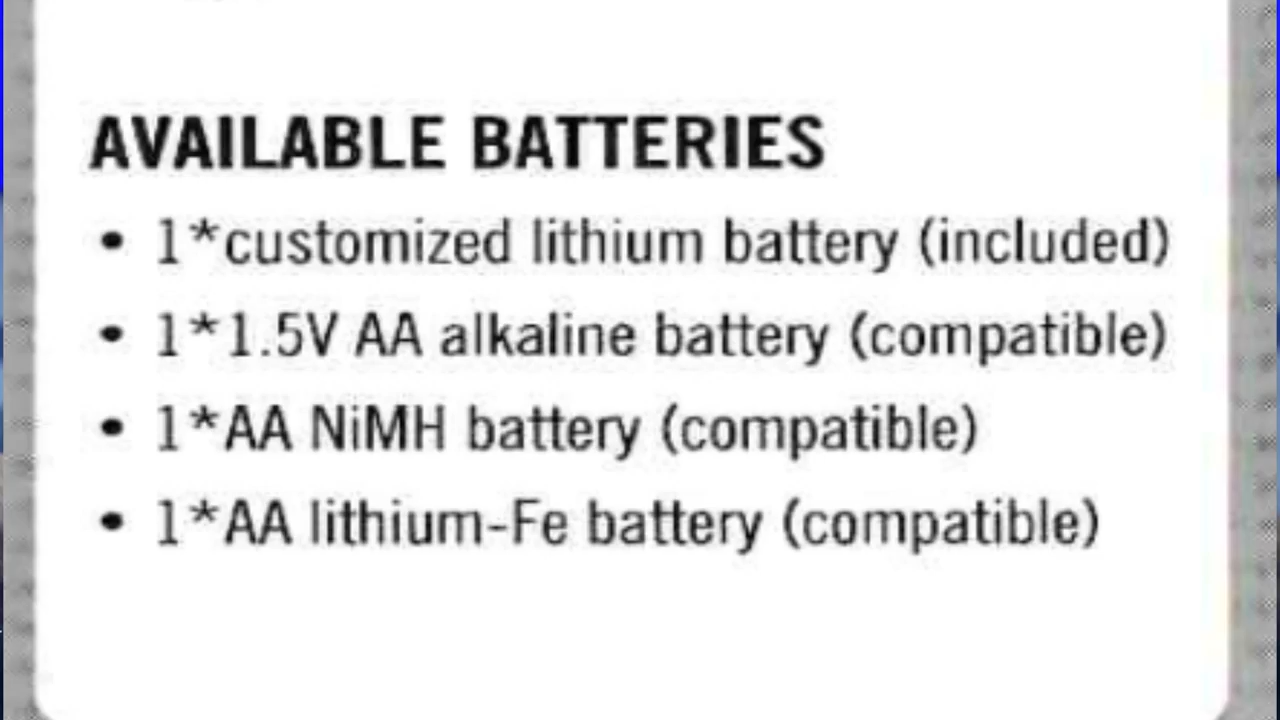 AVAILABLE BATTERIES
• 1*customized lithium battery (included)
• 1*1.5V AA alkaline battery (compatible)
• 1*AA NiMH battery (compatible)
• 1*AA lithium-Fe battery (compatible)